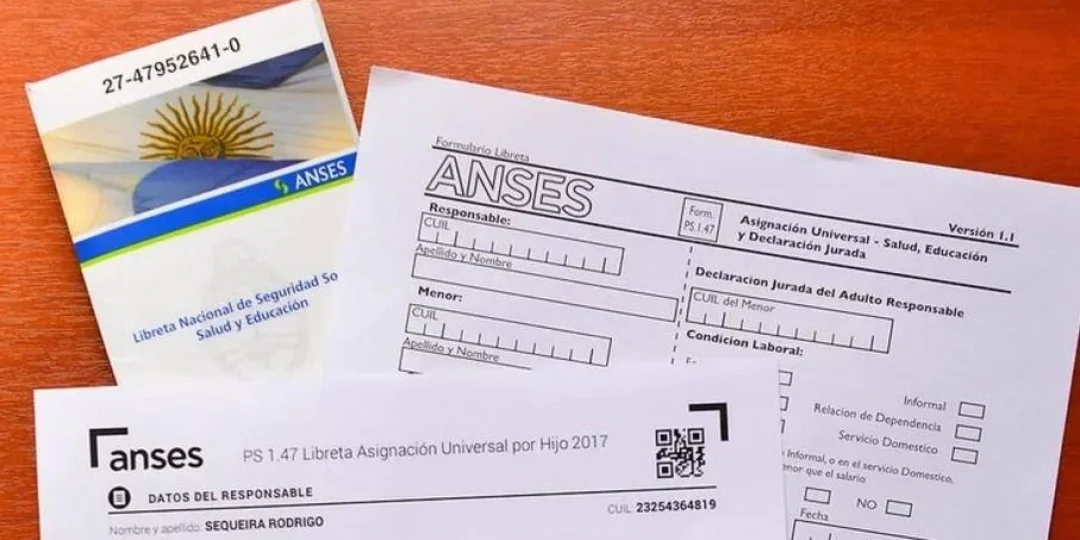 27-47952641-0
ANSES
Libreta Nacional de Seguridad So
Salud y Educación
Formubrio Libreta
ANSES
Form.
PS.1.47
Asignación Universal - Salud, Educación
y Declaración Jurada
Versión 1.1
Responsable:
CUIL
Apellido y Nombre
Menor:
CUIL
Apellido y Nombre
Declaracion Jurada del Adulto Responsable
CUIL del Menor
Condicion Laboral:
Informal
Relacion de Dependencia
Servicio Domestico
Informal, o en el servicio Domestico,
nor que el salario
NO
Fecha
anses
PS 1.47 Libreta Asignación Universal por Hijo 2017
DATOS DEL RESPONSABLE
Nombre y apellido: SEQUEIRA RODRIGO
CUIL: 23254364819